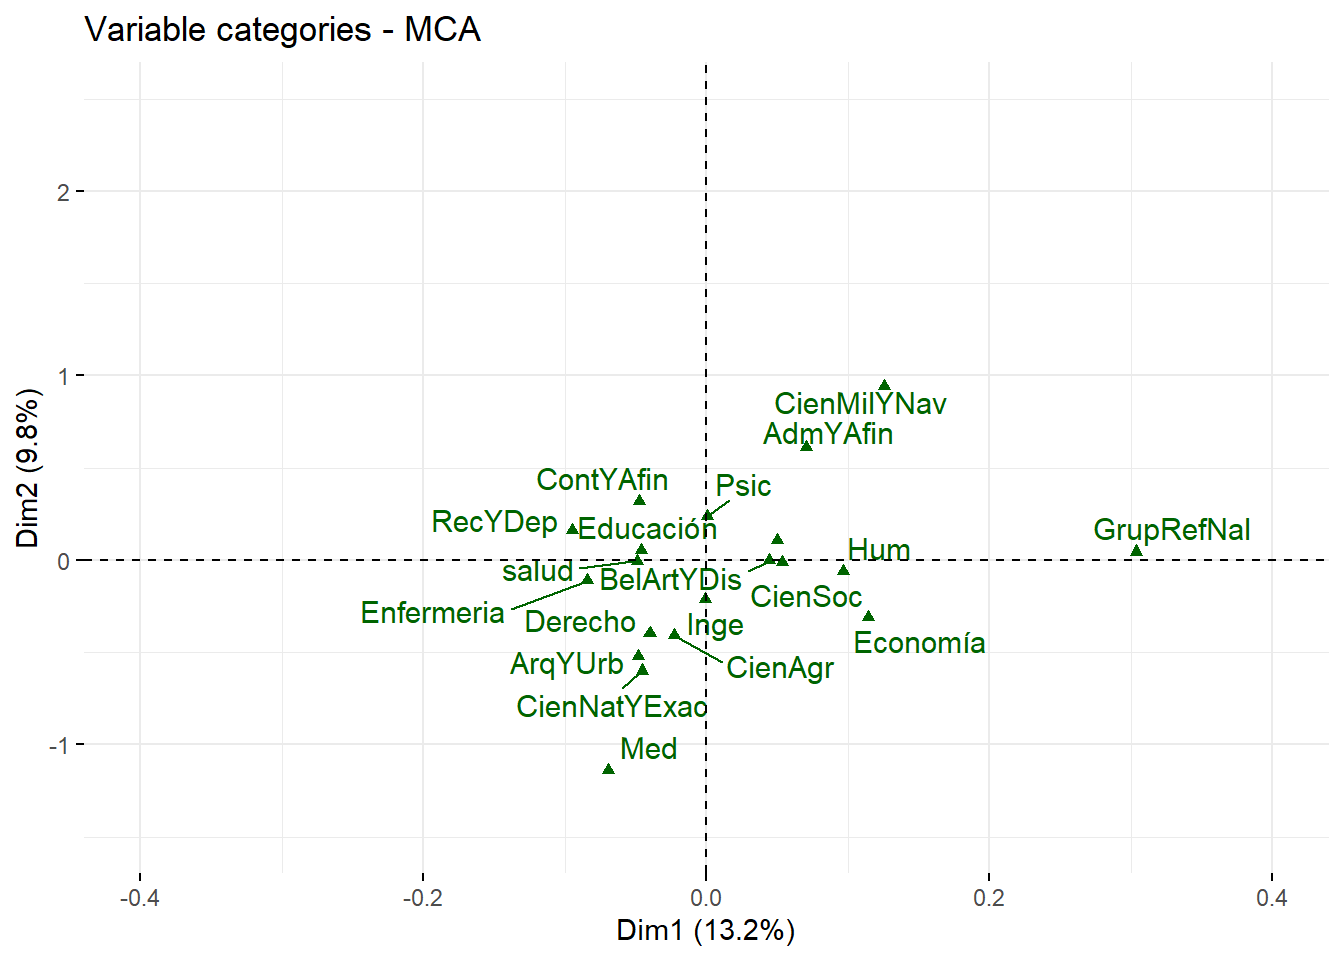 Variable categories - MCA
Dim2 (9.8%)
2
1
0
-1
CienMilYNav
AdmYAfin
ContYAfin
Psic
RecYDep
Educación
GrupRefNal
Hum
salud
BelArtYDis
CienSoc
Enfermeria
Derecho
Inge
Economía
ArqYUrb
CienAgr
CienNatYExac
Med
-0.4
-0.2
0.0
0.2
0.4
Dim1 (13.2%)